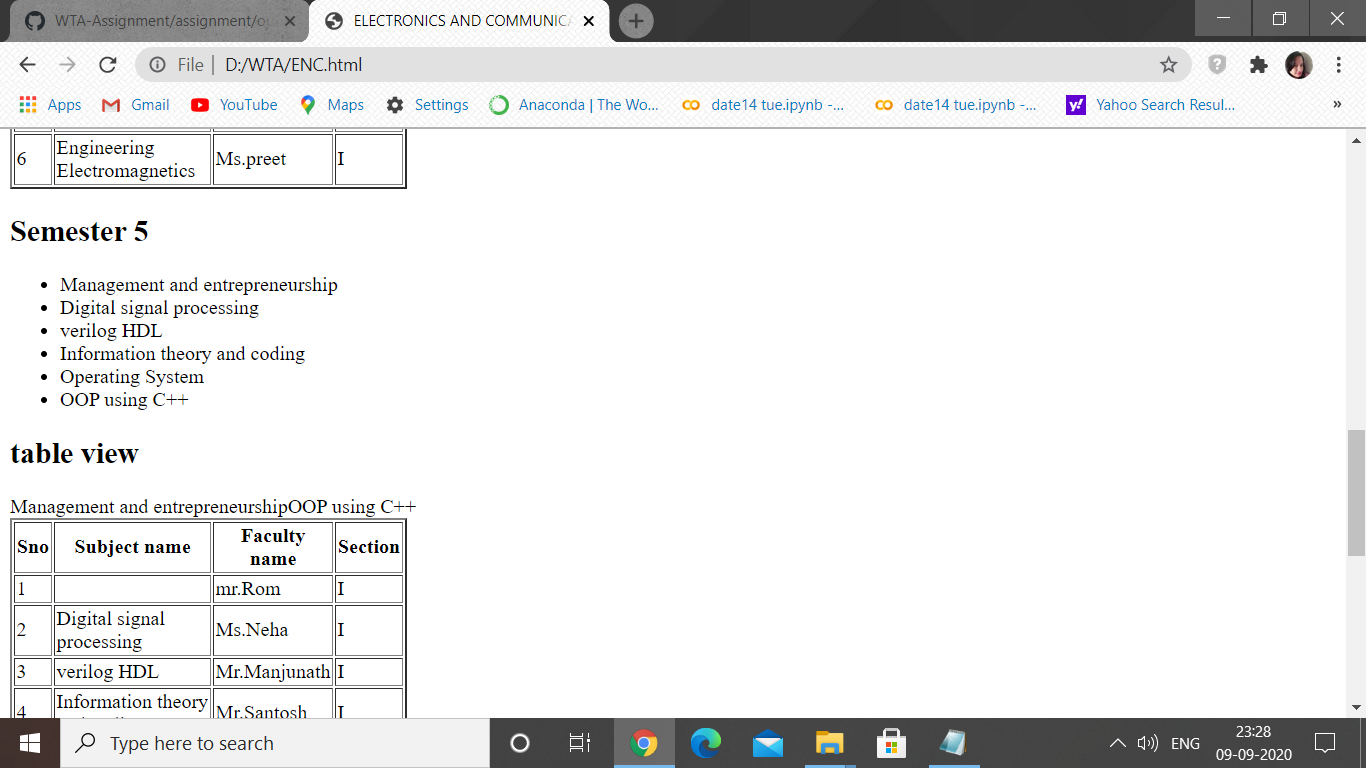 WTA-Assignment/assignment/o
ELECTRONICS AND COMMUNICA
File | D:/WTA/ENC.html
Apps Gmail YouTube Maps Settings Anaconda | The Wo... date14 tue.ipynb -... date14 tue.ipynb -... Yahoo Search Resul... »
6 Engineering Electromagnetics Ms.preet I
Semester 5
• Management and entrepreneurship
• Digital signal processing
• verilog HDL
• Information theory and coding
• Operating System
• OOP using C++
table view
Management and entrepreneurshipOOP using C++
Sno Subject name Faculty name Section
1 mr.Rom I
2 Digital signal processing Ms.Neha I
3 verilog HDL Mr.Manjunath I
4 Information theory Mr.Santosh I
Type here to search
ENG
23:28
09-09-2020